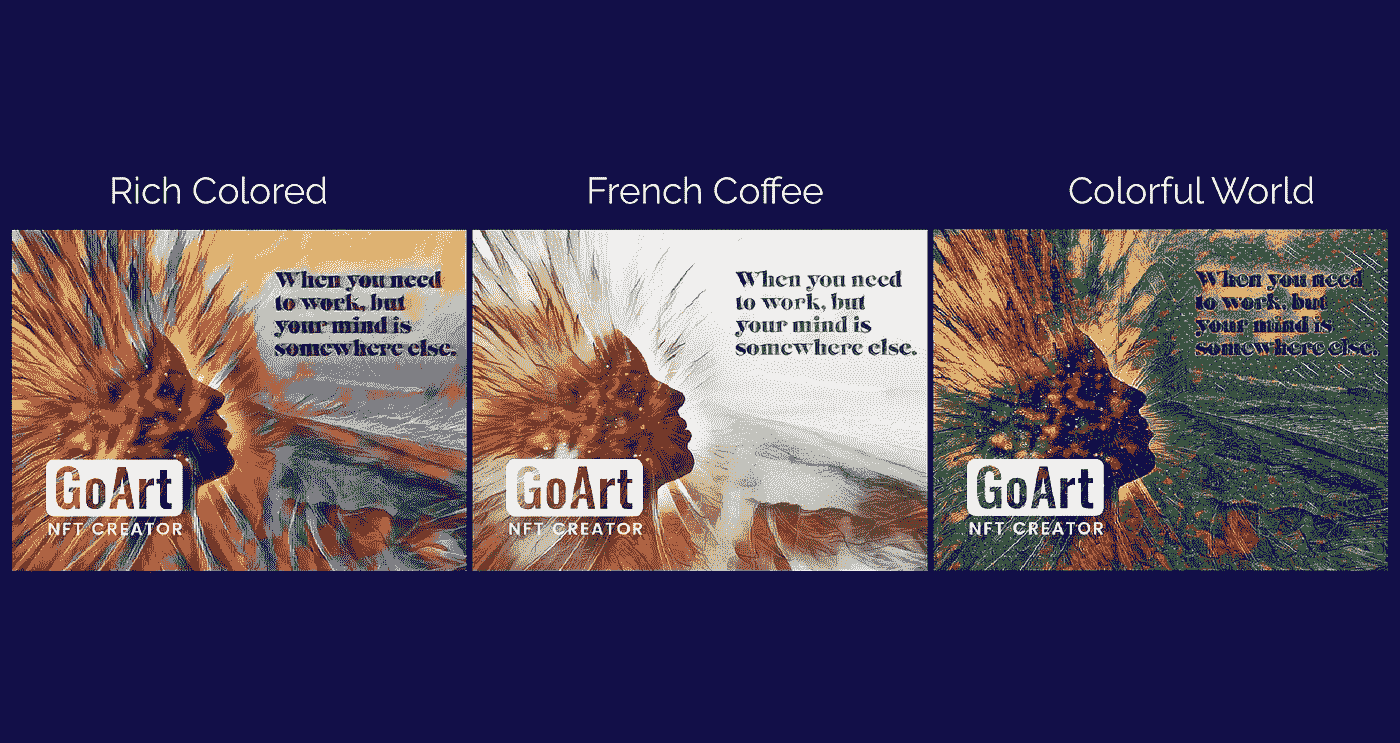 Rich Colored
French Coffee
Colorful World
When you need
to work, but
your mind is
somewhere else.
GoArt
NFT CREATOR
When you need
to work, but
your mind is
somewhere else.
GoArt
NFT CREATOR
When you need
to work, but
your mind is
somewhere else.
GoArt
NFT CREATOR